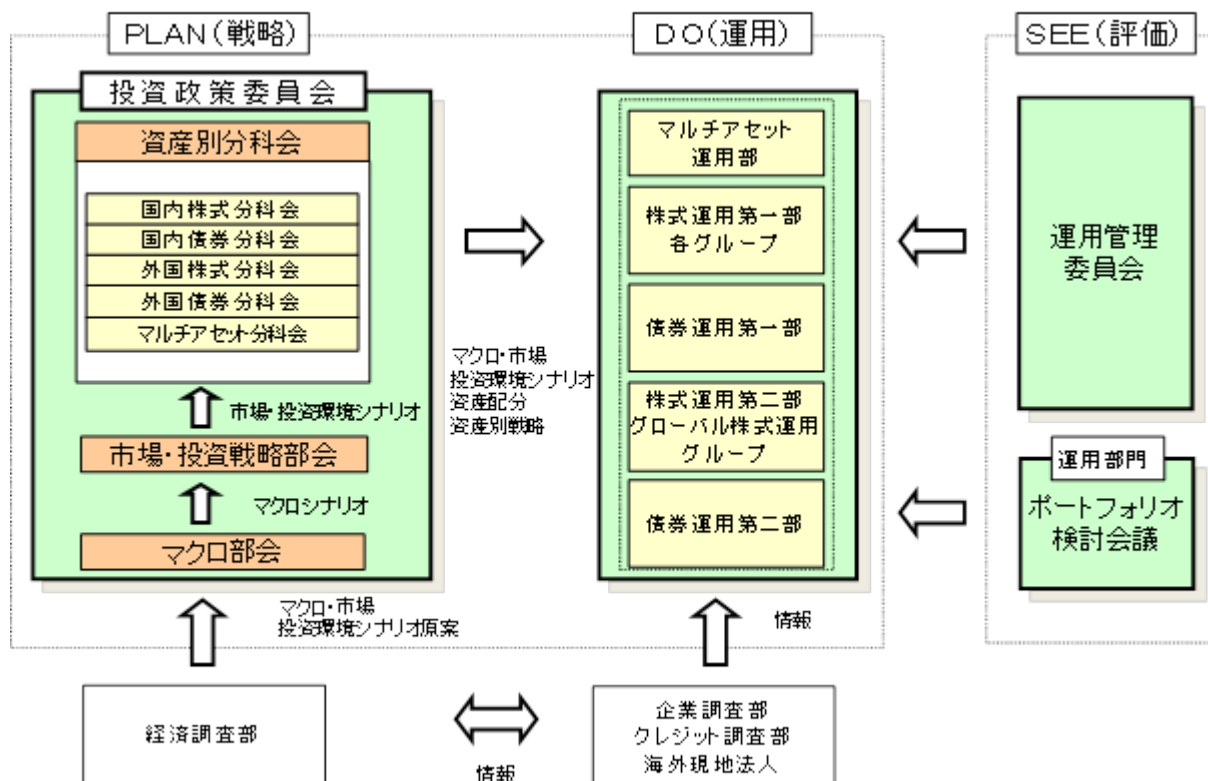 PLAN(戦略)
投資政策委員会
資産別分科会
国内株式分科会
国内債券分科会
外国株式分科会
外国債券分科会
マルチアセット分科会
市場・投資環境シナリオ
市場・投資戦略部会
マクロシナリオ
マクロ部会
マクロ・市場
投資環境シナリオ原案
経済調査部
マクロ・市場
投資環境シナリオ
資産配分
資産別戦略
DO(運用)
マルチアセット
運用部
株式運用第一部
各グループ
債券運用第一部
株式運用第二部
グローバル株式運用
グループ
債券運用第二部
情報
企業調査部
クレジット調査部
海外現地法人
情報
SEE(評価)
運用管理
委員会
運用部門
ポートフォリオ
検討会議